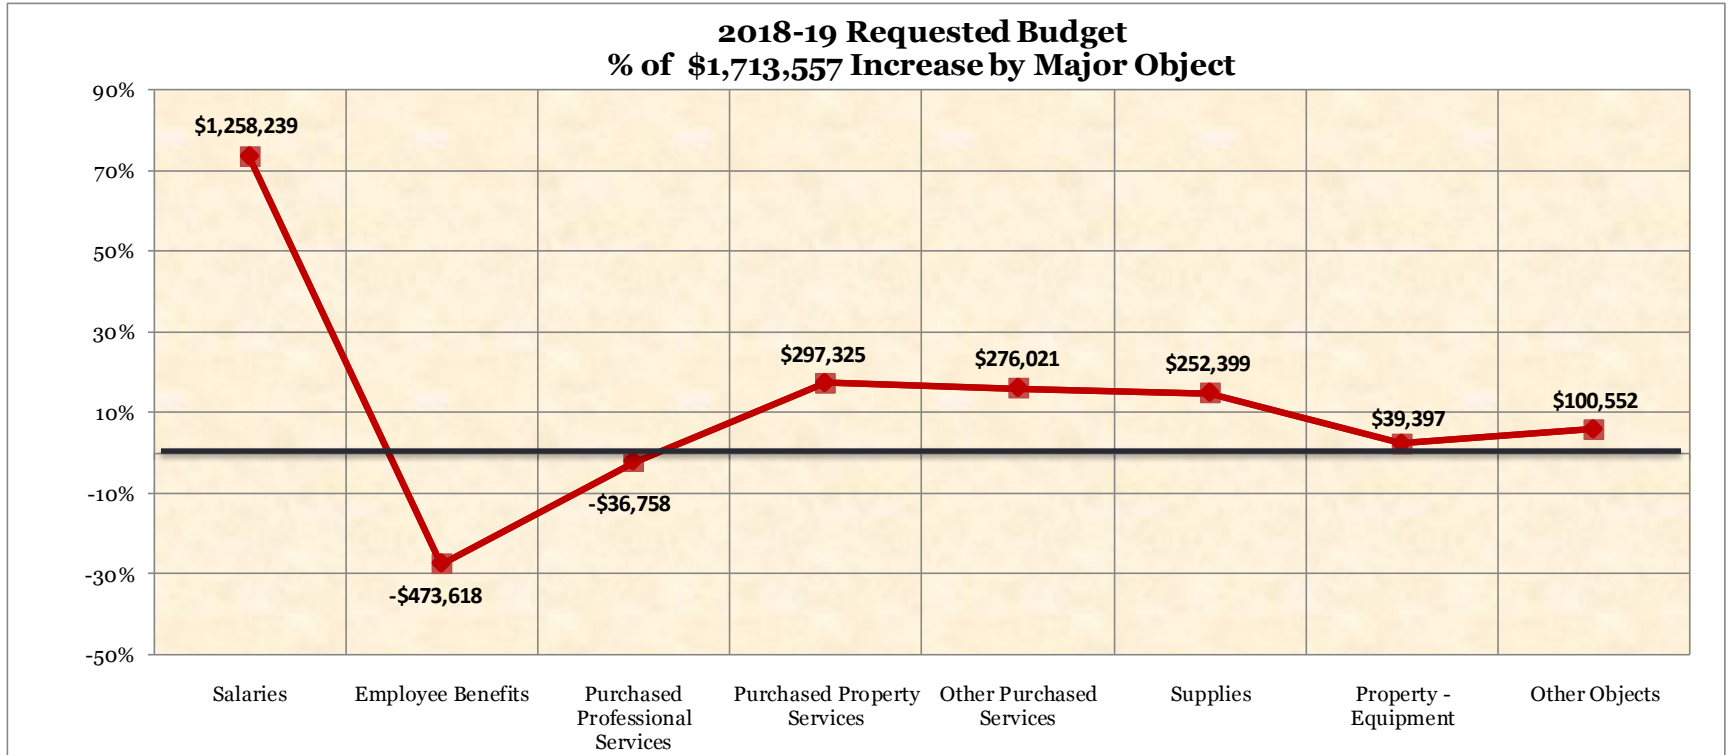 2018-19 Requested Budget
% of $1,713,557 Increase by Major Object
90%
70%
50%
30%
10%
-10%
-30%
-50%
$1,258,239
-$473,618
-$36,758
$297,325
$276,021
$252,399
$39,397
$100,552
Salaries
Employee Benefits
Purchased
Professional
Services
Purchased Property
Services
Other Purchased
Services
Supplies
Property -
Equipment
Other Objects